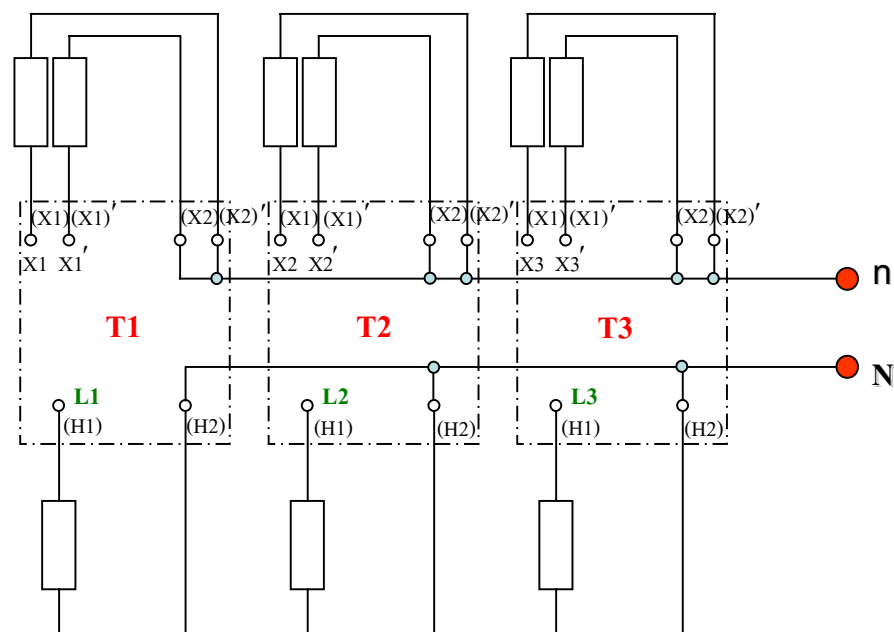 (X1) (X1)′ (X2) (X2)′ (X1) (X1)′ (X2) (X2)′ (X1) (X1)′ (X2) (X2)′
X1 X1′ X2 X2′ X3 X3′
n
T1 T2 T3
N
L1 L2 L3
(H1) (H2) (H1) (H2) (H1) (H2)